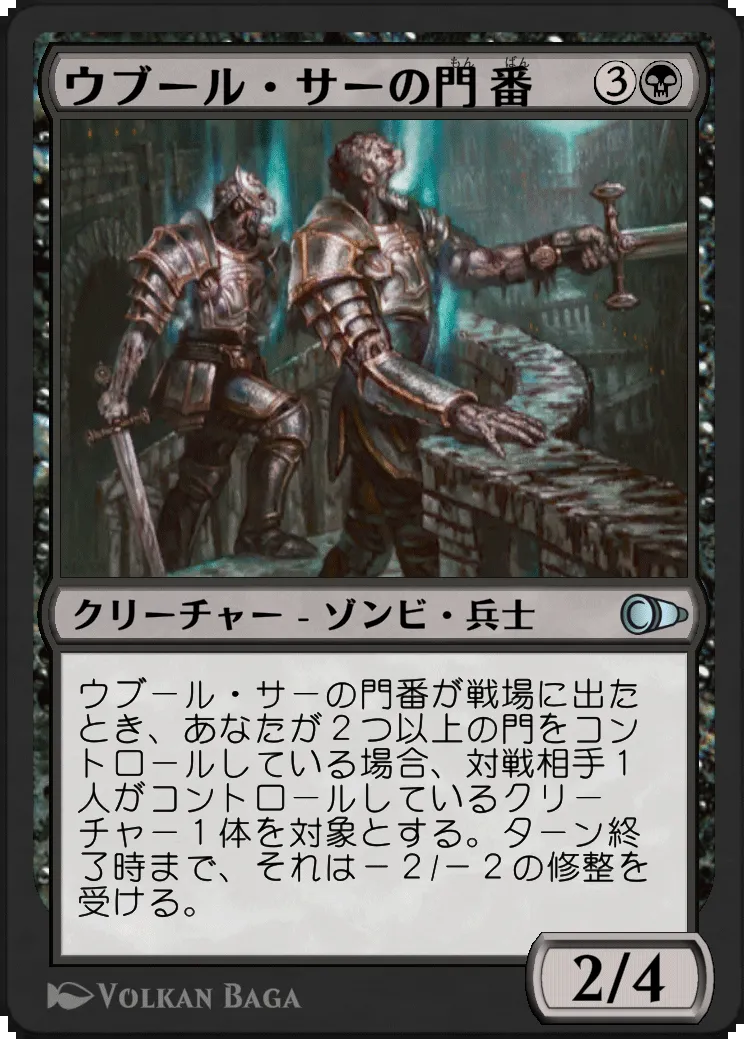 ウブール・サーの門番 3
もん ばん
クリーチャー - ゾンビ・兵士
ウブール・サーの門番が戦場に出た
とき、あなたが２つ以上の門をコン
トロールしている場合、対戦相手１
人がコントロールしているクリー
チャー１体を対象とする。ターン終
了時まで、それは－２/－２の修整を
受ける。
2/4
VOLKAN BAGA